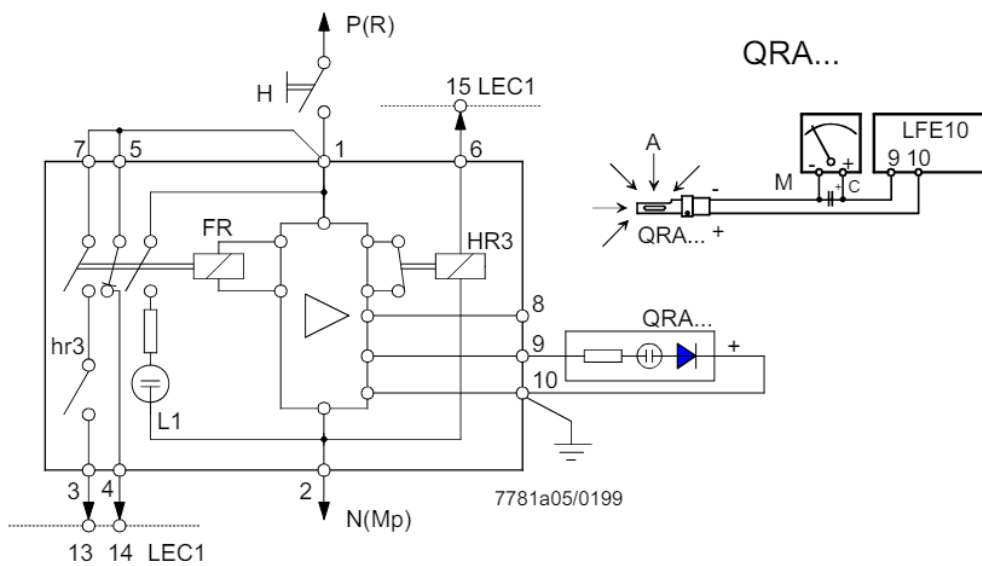 P(R)
QRA...
H
15 LEC1
7 5 1 6
LFE10
- + 9 10
A
M C
+
-
QRA... +
FR
HR3
8
QRA...
hr3
9
+
10
L1
3 4 2
7781a05/0199
N(Mp)
13 14 LEC1